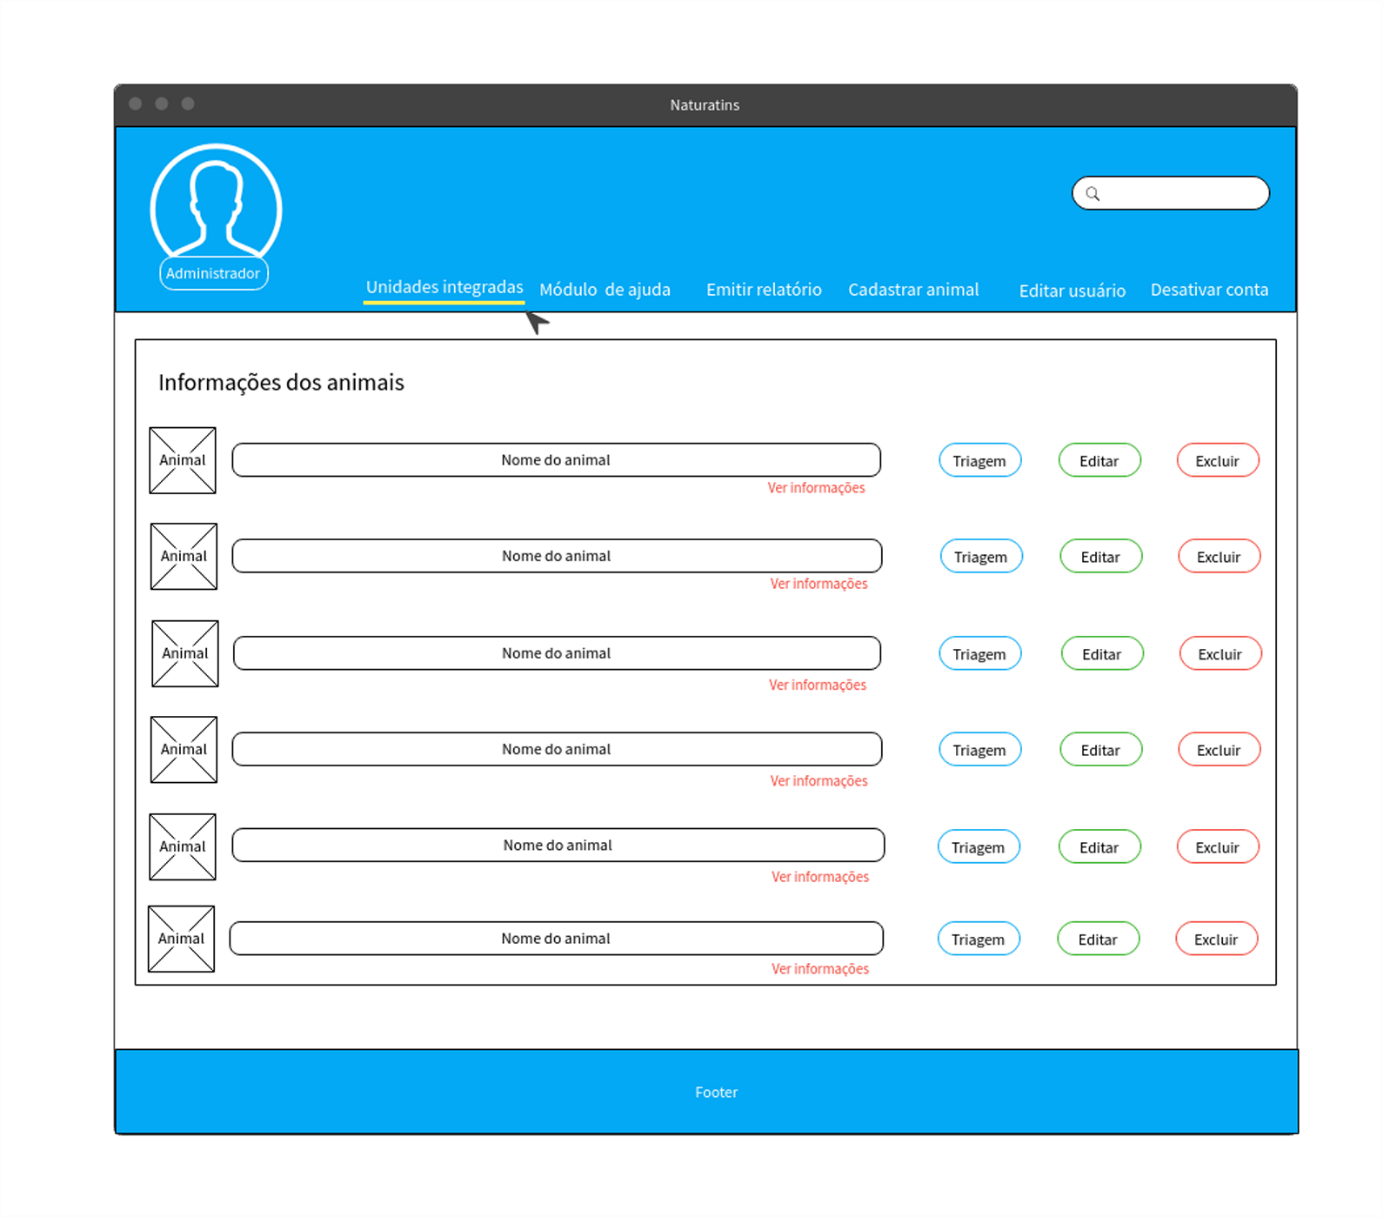 Naturatins
Administrador
Unidades integradas Módulo de ajuda Emitir relatório Cadastrar animal Editar usuário Desativar conta
Informações dos animais
Animal Nome do animal Triagem Editar Excluir
Ver informações
Animal Nome do animal Triagem Editar Excluir
Ver informações
Animal Nome do animal Triagem Editar Excluir
Ver informações
Animal Nome do animal Triagem Editar Excluir
Ver informações
Animal Nome do animal Triagem Editar Excluir
Ver informações
Animal Nome do animal Triagem Editar Excluir
Ver informações
Footer